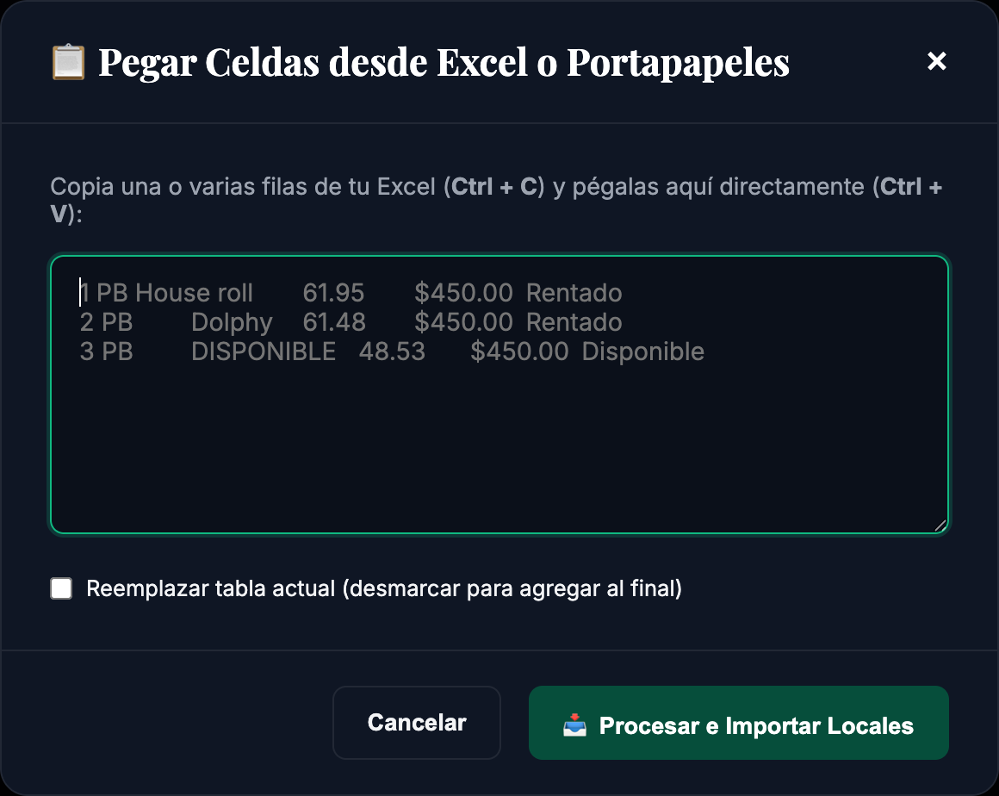 Pegar Celdas desde Excel o Portapapeles
×
Copia una o varias filas de tu Excel (Ctrl + C) y pégalas aquí directamente (Ctrl +
V):
1 PB House roll 61.95 $450.00 Rentado
2 PB Dolphy 61.48 $450.00 Rentado
3 PB DISPONIBLE 48.53 $450.00 Disponible
Reemplazar tabla actual (desmarcar para agregar al final)
Cancelar
Procesar e Importar Locales